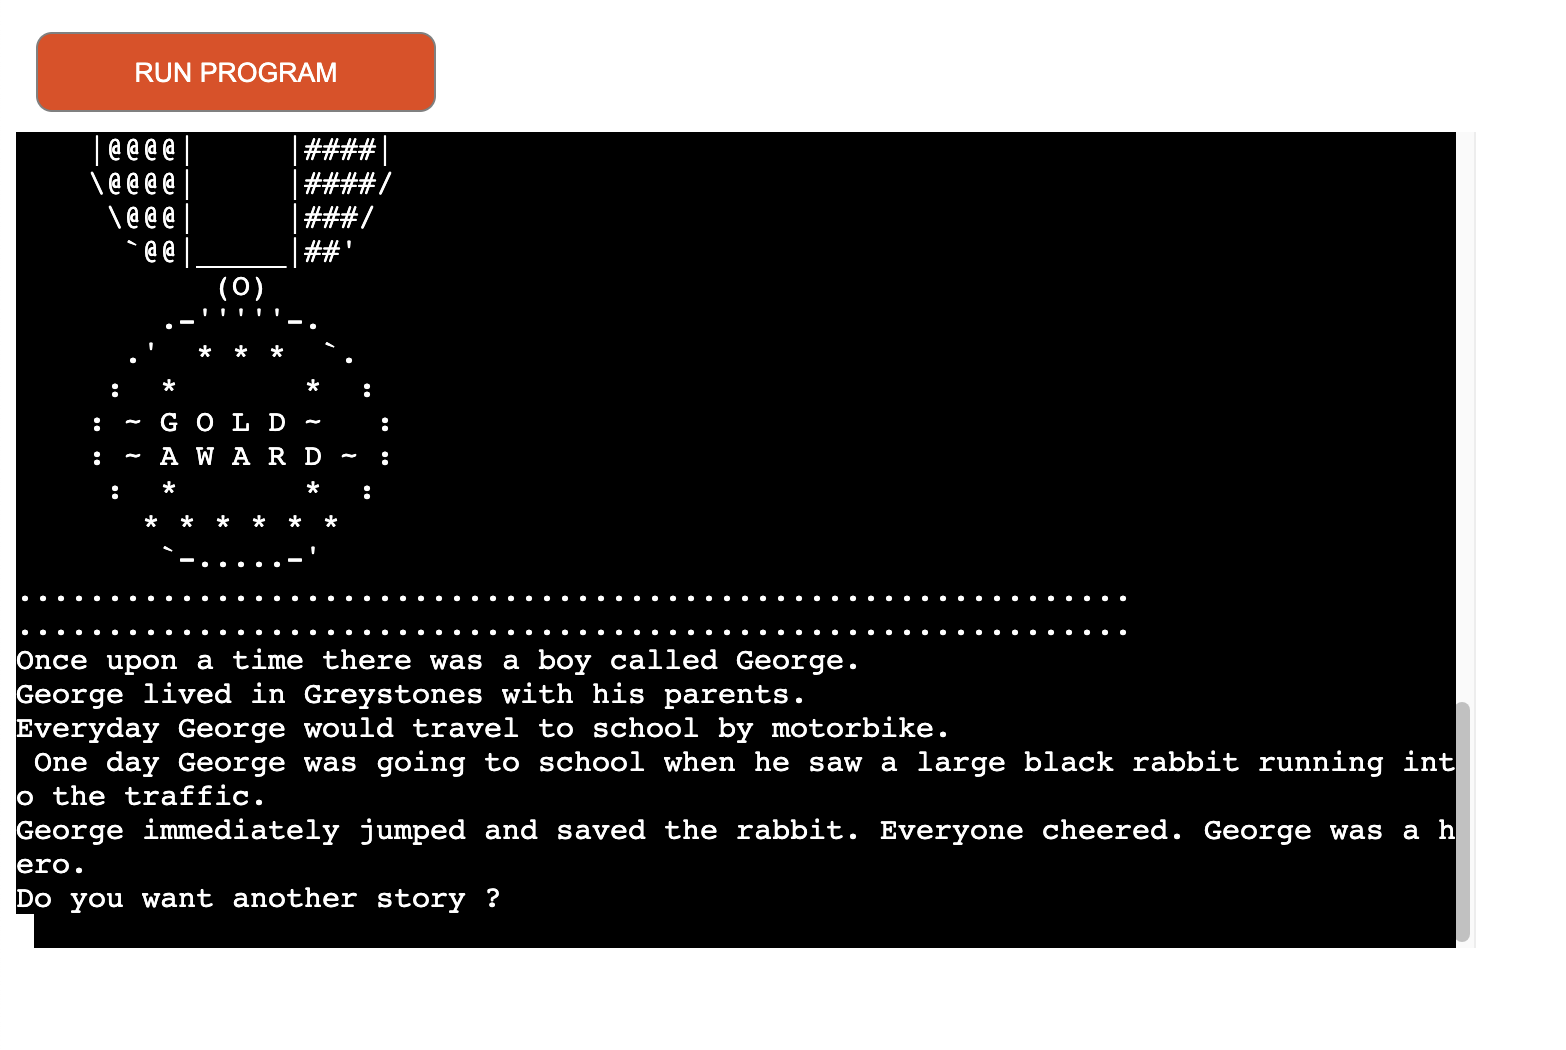 RUN PROGRAM
|@@@@|     |####|
\@@@@|     |####/
\@@@|     |###/
`@@|_____|##'
(O)
.-'''''-.
.'  * * *  `.
:  *       *  :
: ~ G O L D ~   :
: ~ A W A R D ~ :
:  *       *  :
* * * * * *
`-.....-'
..............................................................
..............................................................
Once upon a time there was a boy called George.
George lived in Greystones with his parents.
Everyday George would travel to school by motorbike.
One day George was going to school when he saw a large black rabbit running int
o the traffic.
George immediately jumped and saved the rabbit. Everyone cheered. George was a h
ero.
Do you want another story ?